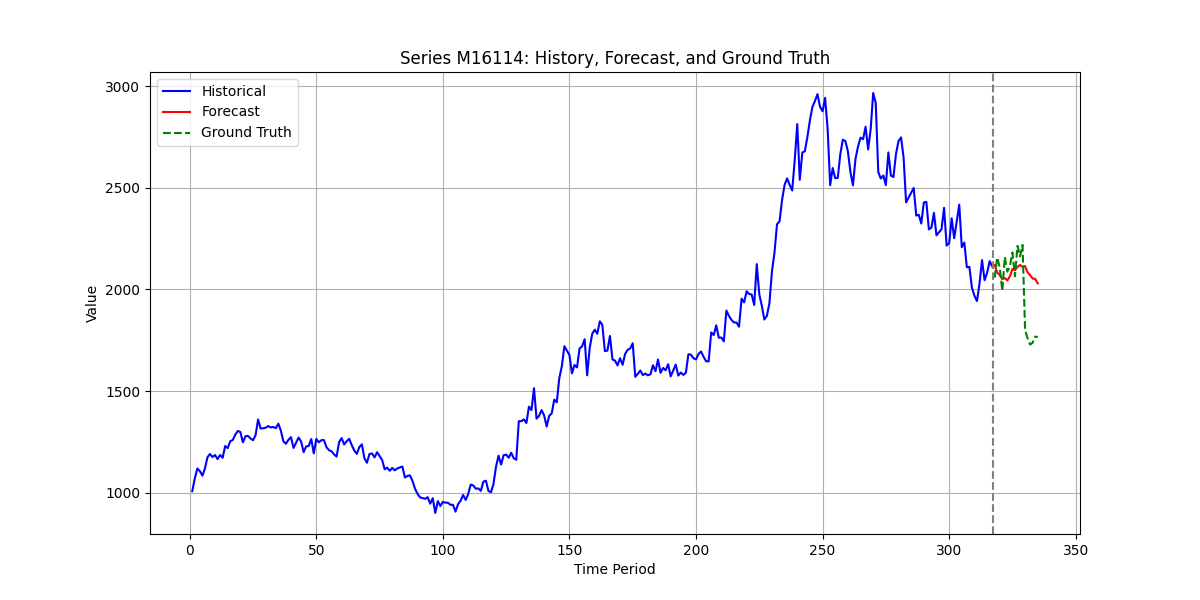 Series M16114: History, Forecast, and Ground Truth
Historical
Forecast
Ground Truth
3000
2500
2000
1500
1000
Value
0
50
100
150
200
250
300
350
Time Period